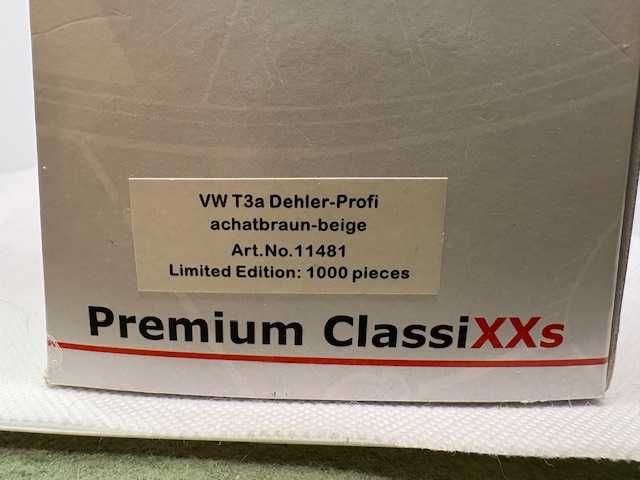 VW T3a Dehler-Profi
achatbraun-beige
Art.No.11481
Limited Edition: 1000 pieces
Premium ClassiXXs